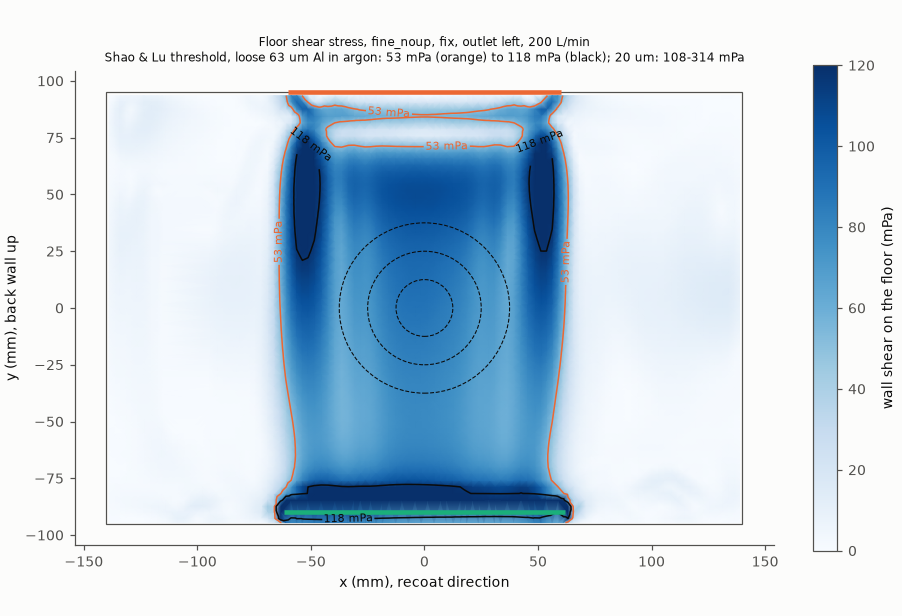 Floor shear stress, fine_noup, fix, outlet left, 200 L/min
Shao & Lu threshold, loose 63 um Al in argon: 53 mPa (orange) to 118 mPa (black); 20 um: 108-314 mPa
100
75
50
25
0
−25
−50
−75
−100
y (mm), back wall up
53 mPa
118 mPa
118 mPa
53 mPa
53 mPa
53 mPa
118 mPa
−150
−100
−50
0
50
100
150
x (mm), recoat direction
120
100
80
60
40
20
0
wall shear on the floor (mPa)